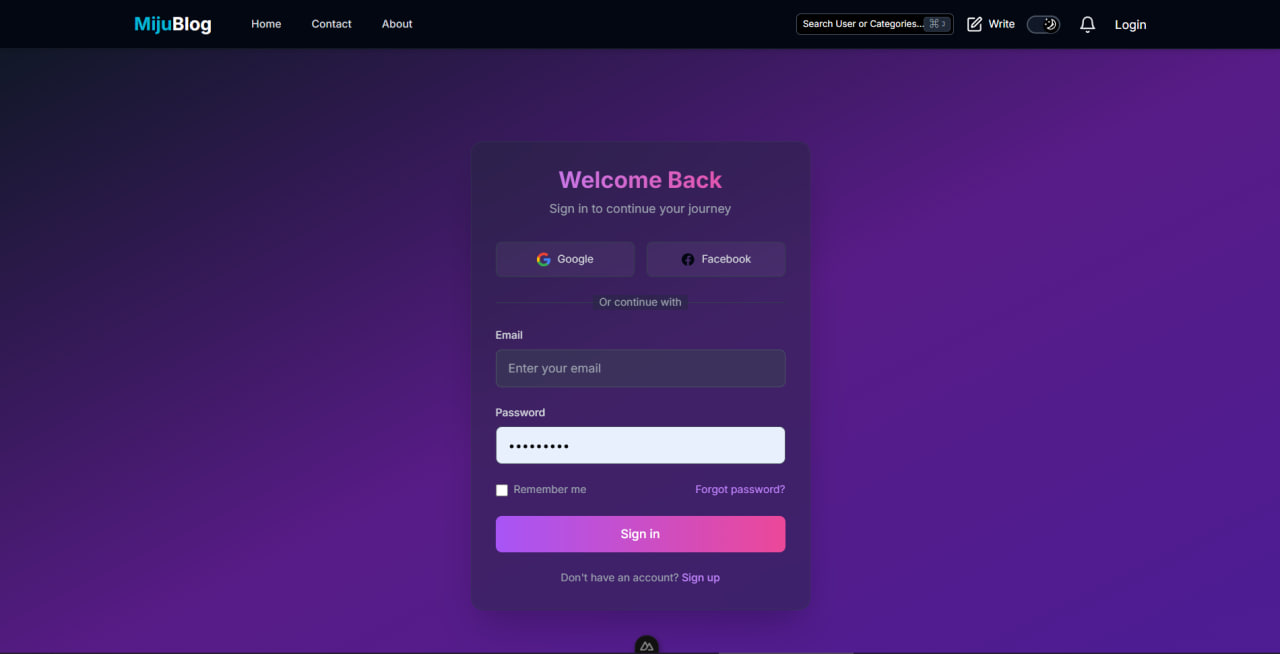 MijuBlog Home Contact About Search User or Categories... Write Login
Welcome Back
Sign in to continue your journey
Google Facebook
Or continue with
Email
Enter your email
Password
•••••••••
Remember me Forgot password?
Sign in
Don't have an account? Sign up